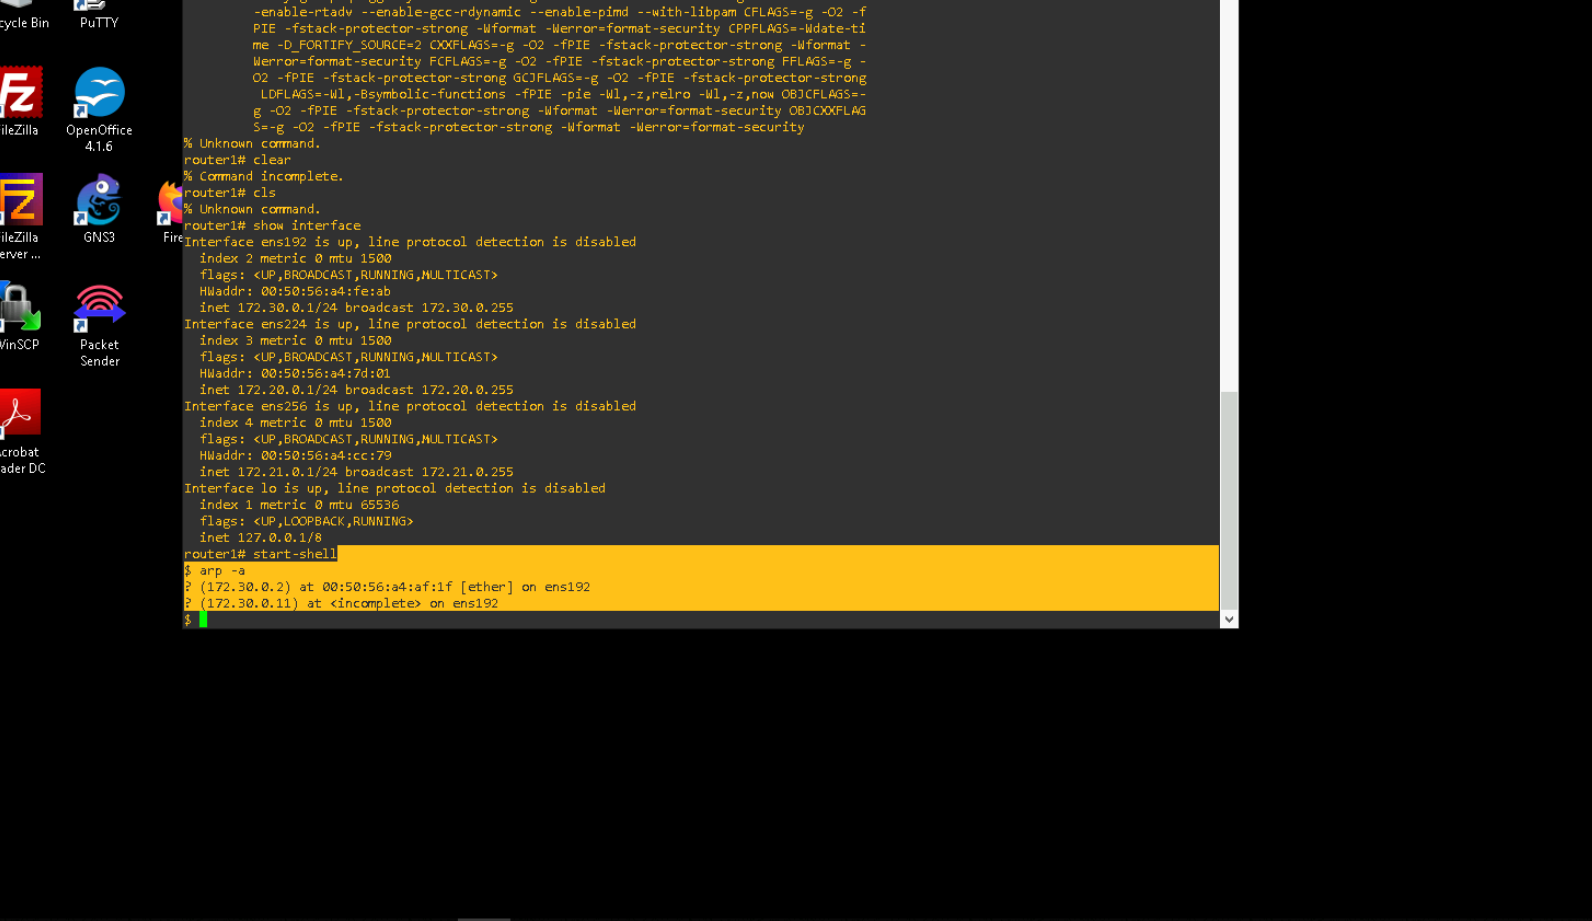 cycle Bin
PuTTY
ileZilla
OpenOffice
4.1.6
ileZilla
erver ...
GNS3
Fire
WinSCP
Packet
Sender
Acrobat
ader DC
-enable-rtadv --enable-gcc-rdynamic --enable-pimd --with-libpam CFLAGS=-g -O2 -f
PIE -fstack-protector-strong -Wformat -Werror=format-security CPPFLAGS=-Wdate-ti
me -D_FORTIFY_SOURCE=2 CXXFLAGS=-g -O2 -fPIE -fstack-protector-strong -Wformat -
Werror=format-security FCFLAGS=-g -O2 -fPIE -fstack-protector-strong FFLAGS=-g -
O2 -fPIE -fstack-protector-strong GCJFLAGS=-g -O2 -fPIE -fstack-protector-strong
LDFLAGS=-Wl,-Bsymbolic-functions -fPIE -pie -Wl,-z,relro -Wl,-z,now OBJCFLAGS=-
g -O2 -fPIE -fstack-protector-strong -Wformat -Werror=format-security OBJCXXFLAG
S=-g -O2 -fPIE -fstack-protector-strong -Wformat -Werror=format-security
% Unknown command.
router1# clear
% Command incomplete.
router1# cls
% Unknown command.
router1# show interface
Interface ens192 is up, line protocol detection is disabled
index 2 metric 0 mtu 1500
flags: <UP,BROADCAST,RUNNING,MULTICAST>
HWaddr: 00:50:56:a4:fe:ab
inet 172.30.0.1/24 broadcast 172.30.0.255
Interface ens224 is up, line protocol detection is disabled
index 3 metric 0 mtu 1500
flags: <UP,BROADCAST,RUNNING,MULTICAST>
HWaddr: 00:50:56:a4:7d:01
inet 172.20.0.1/24 broadcast 172.20.0.255
Interface ens256 is up, line protocol detection is disabled
index 4 metric 0 mtu 1500
flags: <UP,BROADCAST,RUNNING,MULTICAST>
HWaddr: 00:50:56:a4:cc:79
inet 172.21.0.1/24 broadcast 172.21.0.255
Interface lo is up, line protocol detection is disabled
index 1 metric 0 mtu 65536
flags: <UP,LOOPBACK,RUNNING>
inet 127.0.0.1/8
router1# start-shell
$ arp -a
? (172.30.0.2) at 00:50:56:a4:af:1f [ether] on ens192
? (172.30.0.11) at <incomplete> on ens192
$